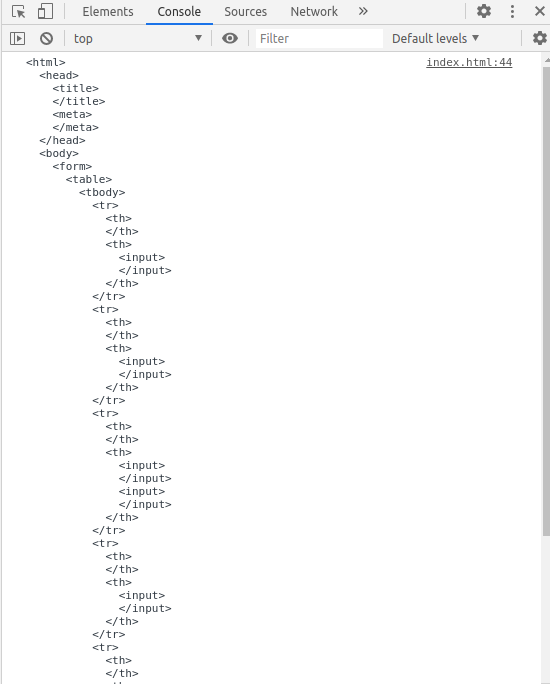 Elements Console Sources Network »
top Filter Default levels
<html> index.html:44
<head>
<title>
</title>
<meta>
</meta>
</head>
<body>
<form>
<table>
<tbody>
<tr>
<th>
</th>
<th>
<input>
</input>
</th>
</tr>
<tr>
<th>
</th>
<th>
<input>
</input>
</th>
</tr>
<tr>
<th>
</th>
<th>
<input>
</input>
<input>
</input>
</th>
</tr>
<tr>
<th>
</th>
<th>
<input>
</input>
</th>
</tr>
<tr>
<th>
</th>